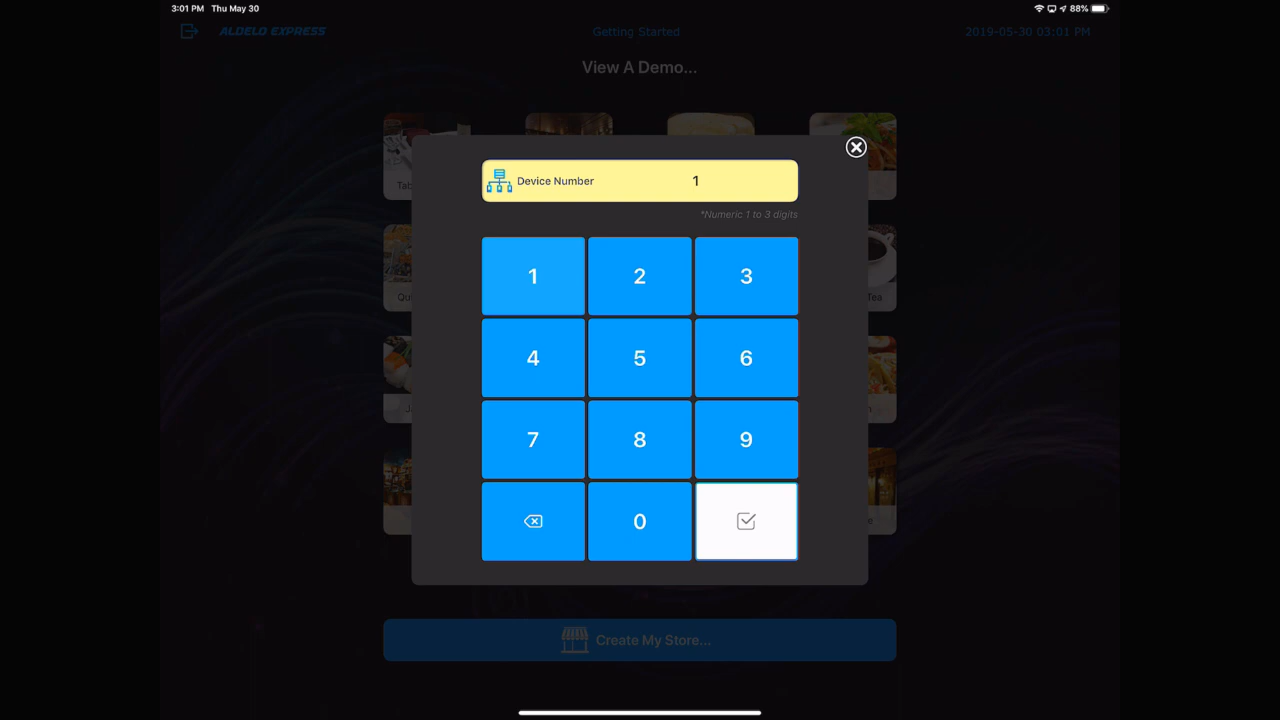 3:01 PM Thu May 30 88%
ALDELO EXPRESS Getting Started 2019-05-30 03:01 PM
View A Demo...
Device Number 1
*Numeric 1 to 3 digits
1 2 3
4 5 6
7 8 9
0
Tea
Create My Store...